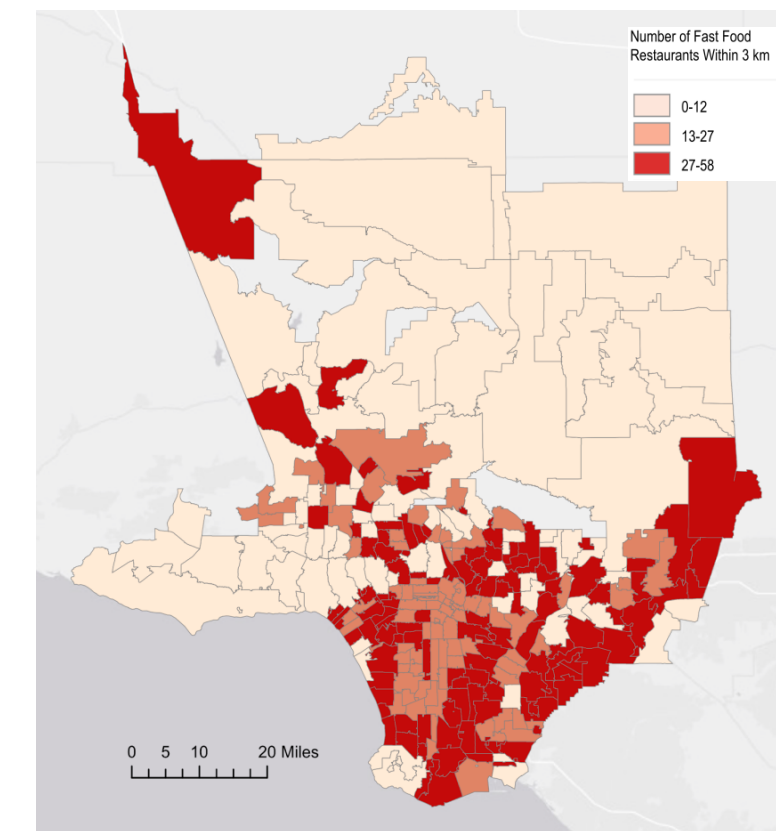 Number of Fast Food
Restaurants Within 3 km
0-12
13-27
27-58
0 5 10 20 Miles